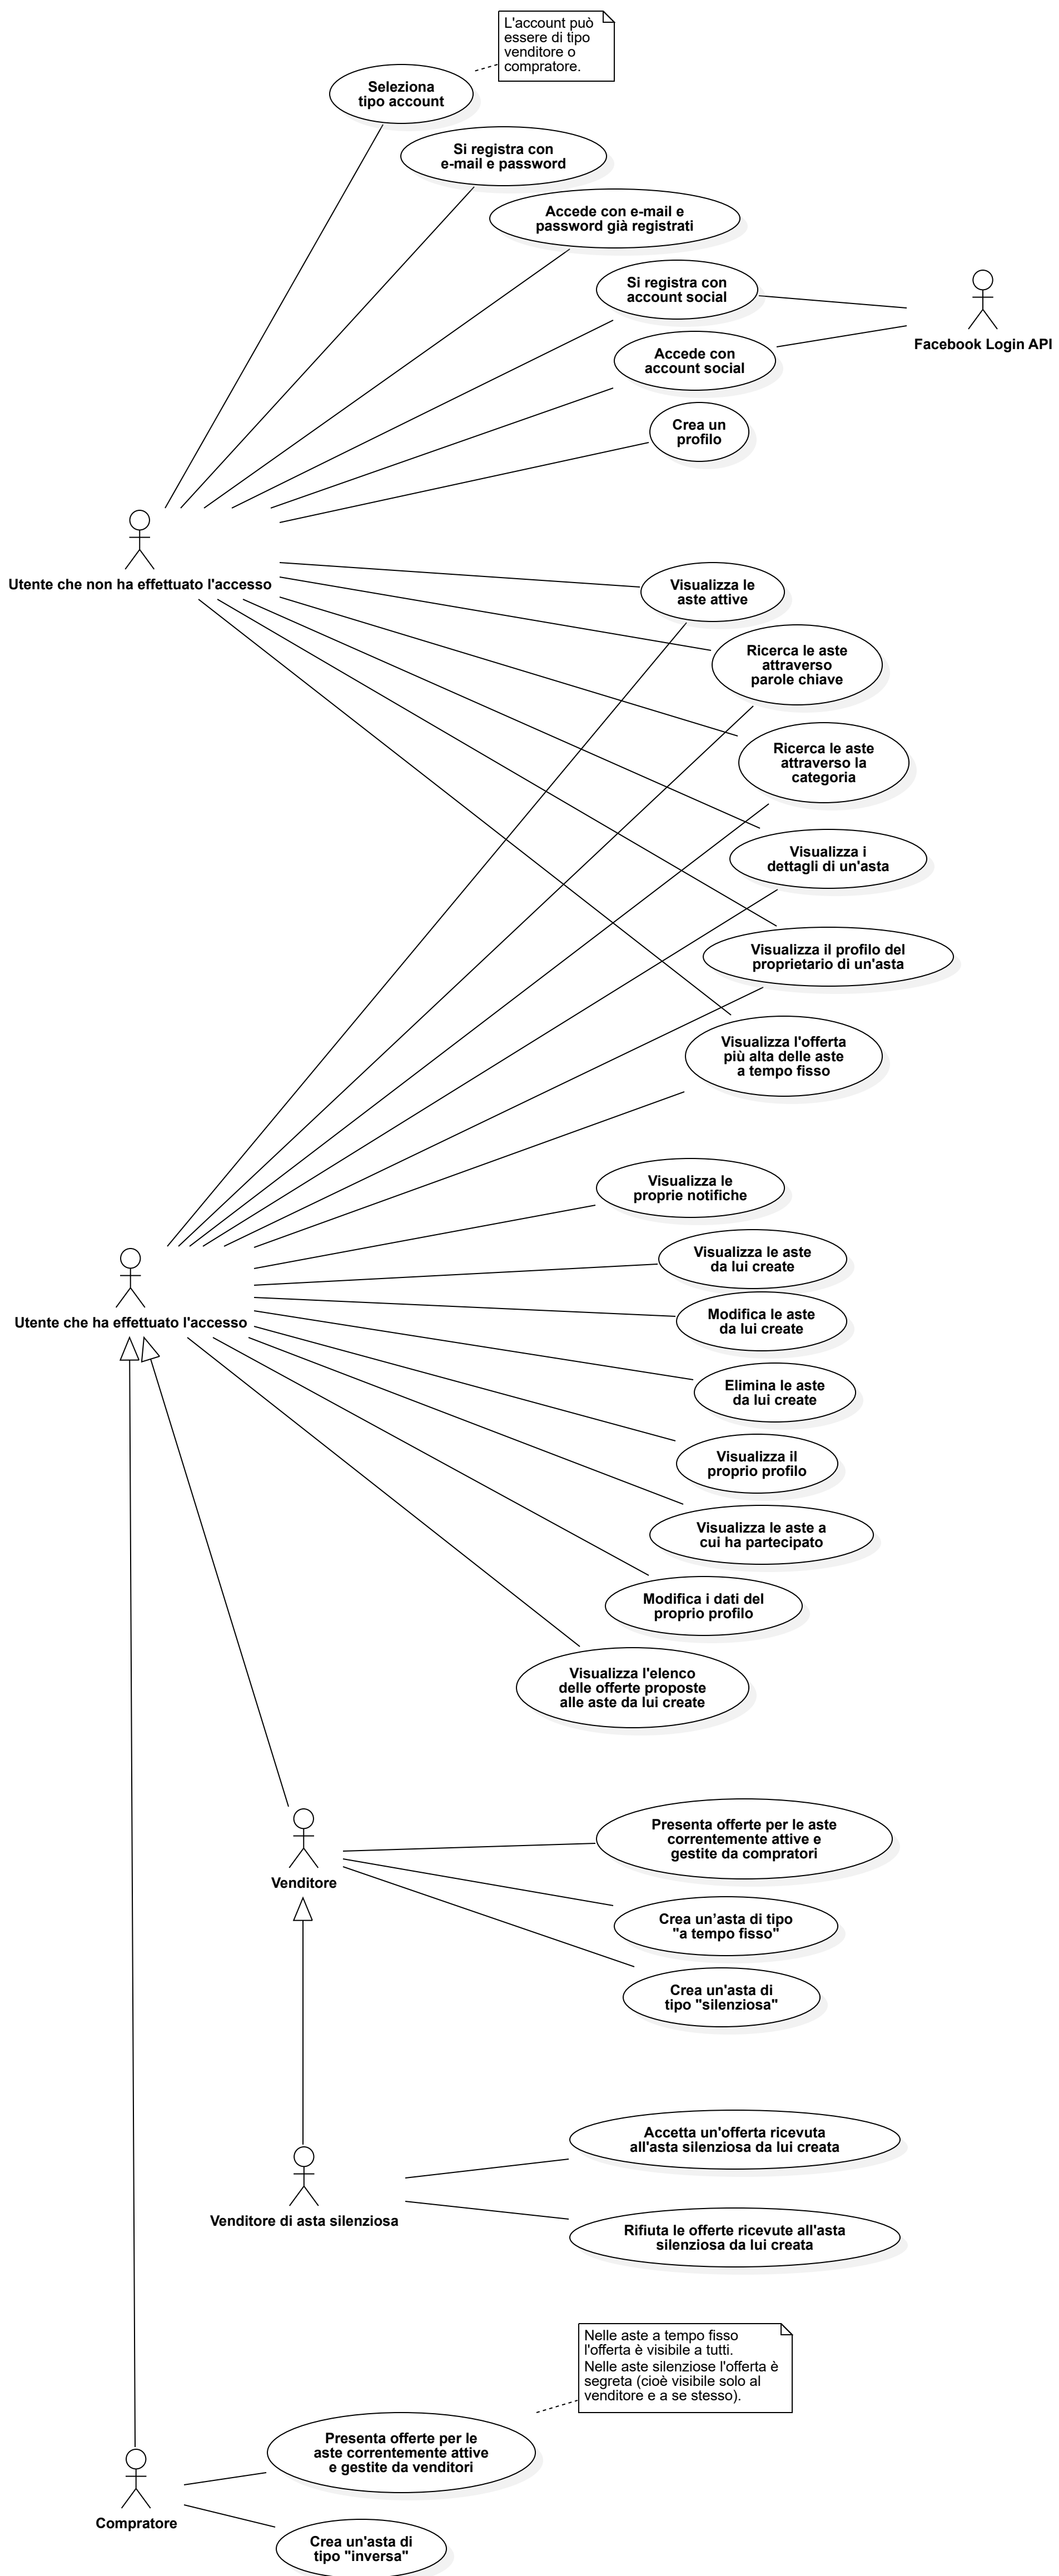 L'account può
essere di tipo
venditore o
compratore.
Seleziona
tipo account
Si registra con
e-mail e password
Accede con e-mail e
password già registrati
Si registra con
account social
Facebook Login API
Accede con
account social
Crea un
profilo
Utente che non ha effettuato l'accesso
Visualizza le
aste attive
Ricerca le aste
attraverso
parole chiave
Ricerca le aste
attraverso la
categoria
Visualizza i
dettagli di un'asta
Visualizza il profilo del
proprietario di un'asta
Visualizza l'offerta
più alta delle aste
a tempo fisso
Visualizza le
proprie notifiche
Visualizza le aste
da lui create
Utente che ha effettuato l'accesso
Modifica le aste
da lui create
Elimina le aste
da lui create
Visualizza il
proprio profilo
Visualizza le aste a
cui ha partecipato
Modifica i dati del
proprio profilo
Visualizza l'elenco
delle offerte proposte
alle aste da lui create
Presenta offerte per le aste
correntemente attive e
gestite da compratori
Venditore
Crea un’asta di tipo
"a tempo fisso"
Crea un'asta di
tipo "silenziosa"
Accetta un'offerta ricevuta
all'asta silenziosa da lui creata
Venditore di asta silenziosa
Rifiuta le offerte ricevute all'asta
silenziosa da lui creata
Nelle aste a tempo fisso
l'offerta è visibile a tutti.
Nelle aste silenziose l'offerta è
segreta (cioè visibile solo al
venditore e a se stesso).
Presenta offerte per le
aste correntemente attive
e gestite da venditori
Compratore
Crea un'asta di
tipo "inversa"